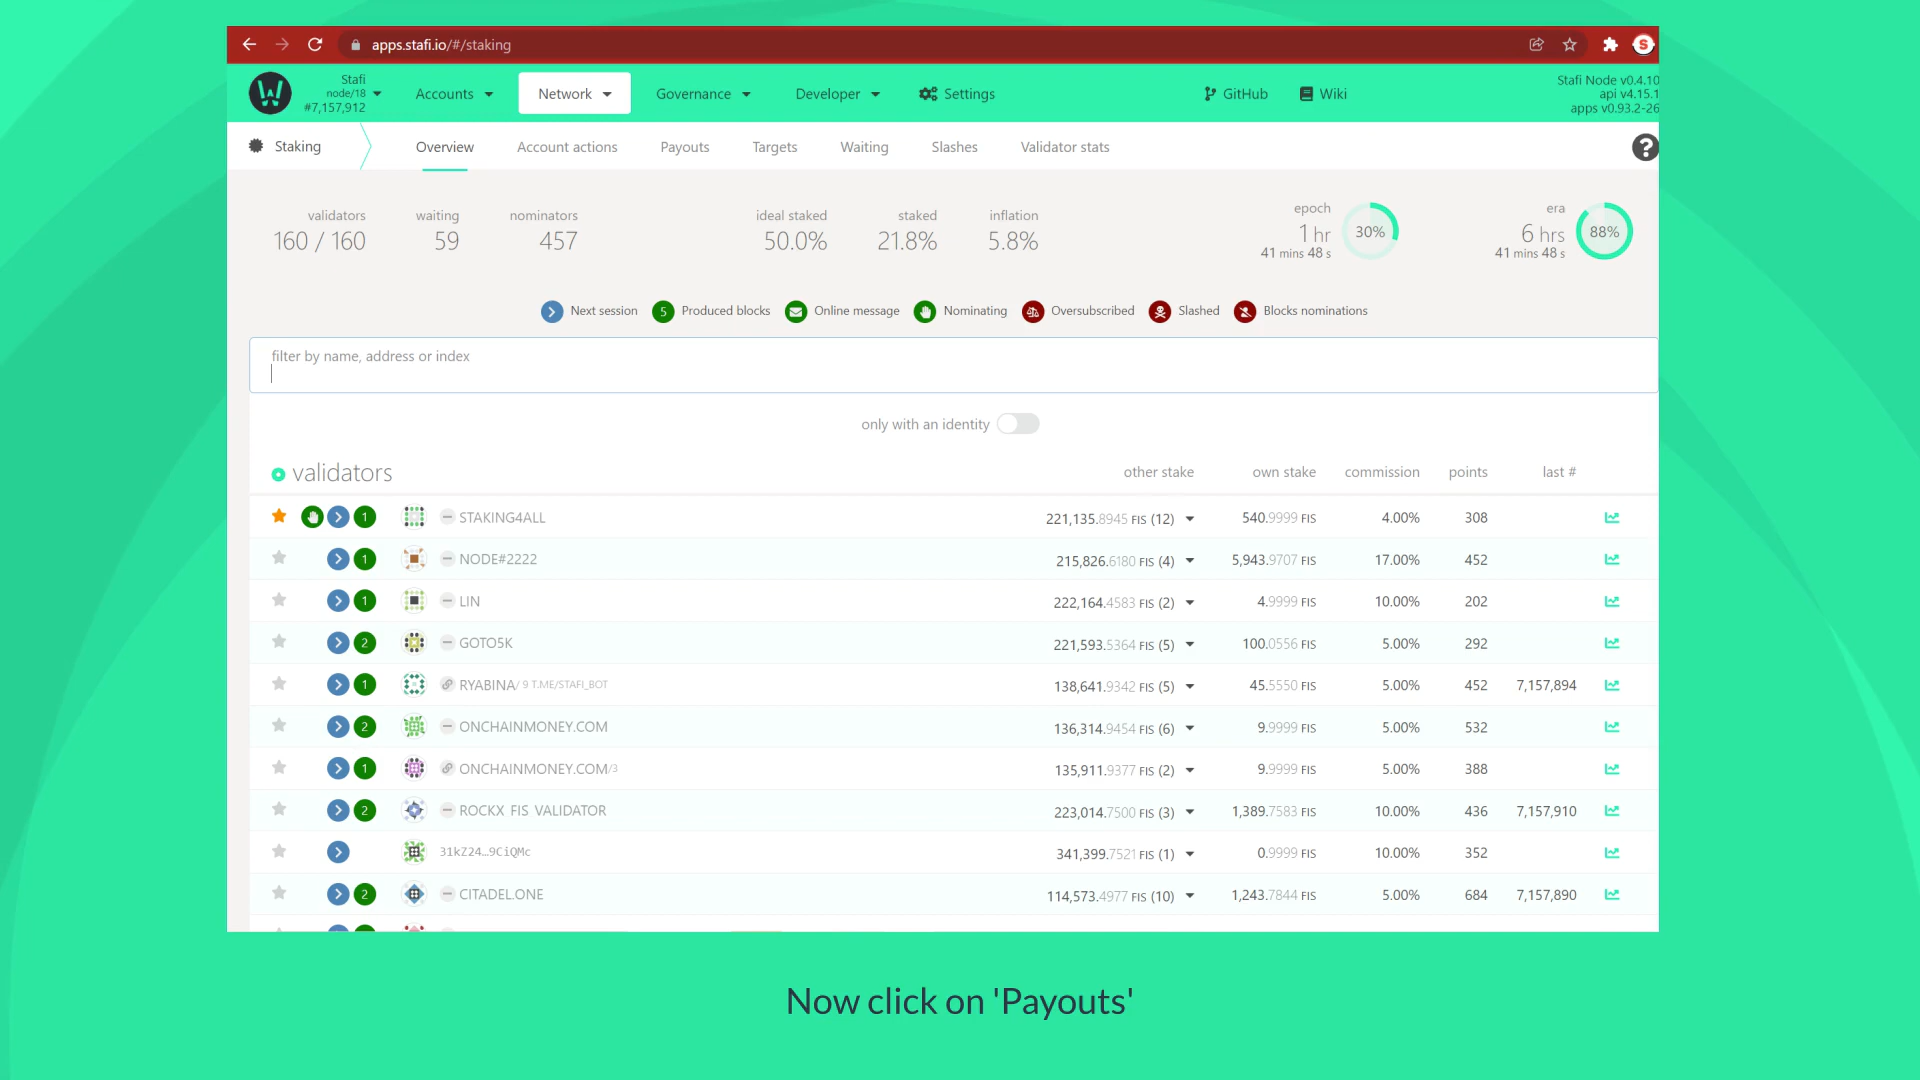 apps.stafi.io/#/staking
S
Stafi
node/18
#7,157,912
Accounts
Network
Governance
Developer
Settings
GitHub
Wiki
Stafi Node v0.4.10
api v4.15.1
apps v0.93.2-26
Staking
Overview
Account actions
Payouts
Targets
Waiting
Slashes
Validator stats
?
validators
160 / 160
waiting
59
nominators
457
ideal staked
50.0%
staked
21.8%
inflation
5.8%
epoch
1 hr
41 mins 48 s
30%
era
6 hrs
41 mins 48 s
88%
Next session
5 Produced blocks
Online message
Nominating
Oversubscribed
Slashed
Blocks nominations
filter by name, address or index
only with an identity
validators other stake own stake commission points last #
1 STAKING4ALL 221,135.8945 FIS (12) 540.9999 FIS 4.00% 308
1 NODE#2222 215,826.6180 FIS (4) 5,943.9707 FIS 17.00% 452
1 LIN 222,164.4583 FIS (2) 4.9999 FIS 10.00% 202
2 GOTO5K 221,593.5364 FIS (5) 100.0556 FIS 5.00% 292
1 RYABINA/ 9 T.ME/STAFI_BOT 138,641.9342 FIS (5) 45.5550 FIS 5.00% 452 7,157,894
2 ONCHAINMONEY.COM 136,314.9454 FIS (6) 9.9999 FIS 5.00% 532
1 ONCHAINMONEY.COM/3 135,911.9377 FIS (2) 9.9999 FIS 5.00% 388
2 ROCKX FIS VALIDATOR 223,014.7500 FIS (3) 1,389.7583 FIS 10.00% 436 7,157,910
31kZ24…9CiQMc 341,399.7521 FIS (1) 0.9999 FIS 10.00% 352
2 CITADEL.ONE 114,573.4977 FIS (10) 1,243.7844 FIS 5.00% 684 7,157,890
Now click on 'Payouts'